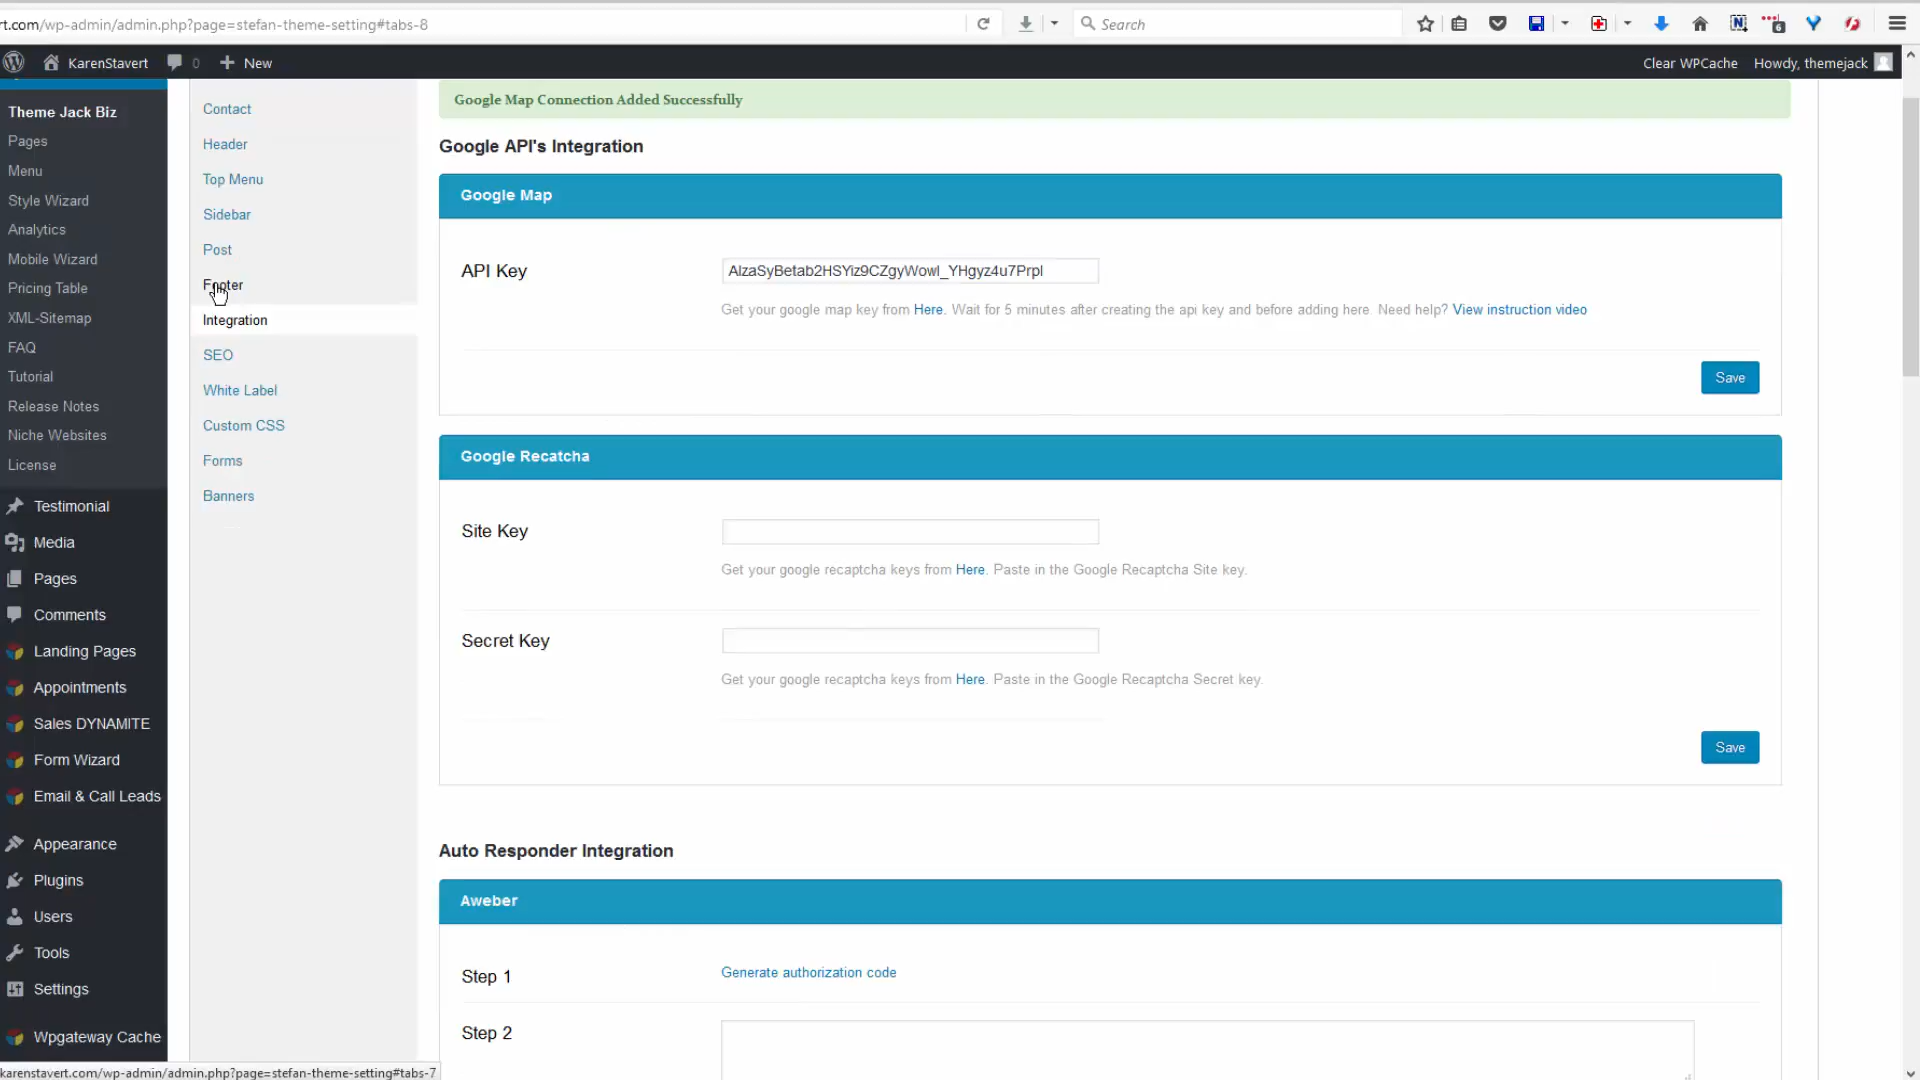 rt.com/wp-admin/admin.php?page=stefan-theme-setting#tabs-8
Search
6
KarenStavert
0
New
Clear WPCache
Howdy, themejack
Theme Jack Biz
Pages
Menu
Style Wizard
Analytics
Mobile Wizard
Pricing Table
XML-Sitemap
FAQ
Tutorial
Release Notes
Niche Websites
License
Testimonial
Media
Pages
Comments
Landing Pages
Appointments
Sales DYNAMITE
Form Wizard
Email & Call Leads
Appearance
Plugins
Users
Tools
Settings
Wpgateway Cache
Contact
Header
Top Menu
Sidebar
Post
Footer
Integration
SEO
White Label
Custom CSS
Forms
Banners
Google Map Connection Added Successfully
Google API's Integration
Google Map
API Key
AIzaSyBetab2HSYiz9CZgyWowI_YHgyz4u7PrpI
Get your google map key from Here. Wait for 5 minutes after creating the api key and before adding here. Need help? View instruction video
Save
Google Recatcha
Site Key
Get your google recaptcha keys from Here. Paste in the Google Recaptcha Site key.
Secret Key
Get your google recaptcha keys from Here. Paste in the Google Recaptcha Secret key.
Save
Auto Responder Integration
Aweber
Step 1
Generate authorization code
Step 2
karenstavert.com/wp-admin/admin.php?page=stefan-theme-setting#tabs-7